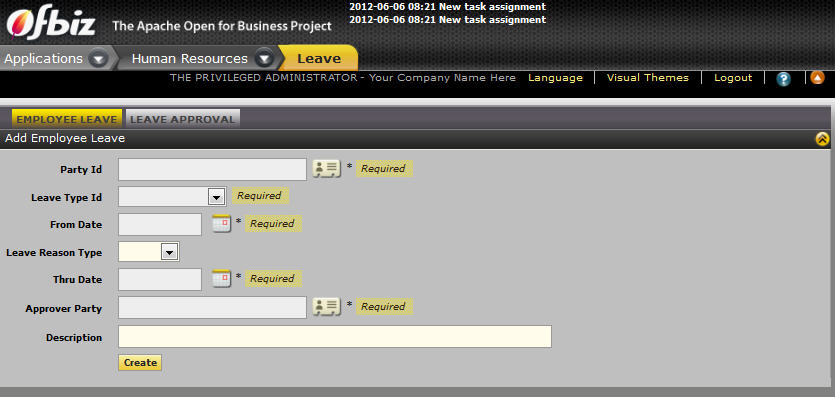 Ofbiz The Apache Open for Business Project
2012-06-06 08:21 New task assignment
2012-06-06 08:21 New task assignment
Applications Human Resources Leave
THE PRIVILEGED ADMINISTRATOR - Your Company Name Here Language Visual Themes Logout ?
EMPLOYEE LEAVE LEAVE APPROVAL
Add Employee Leave
Party Id * Required
Leave Type Id Required
From Date * Required
Leave Reason Type
Thru Date * Required
Approver Party * Required
Description
Create